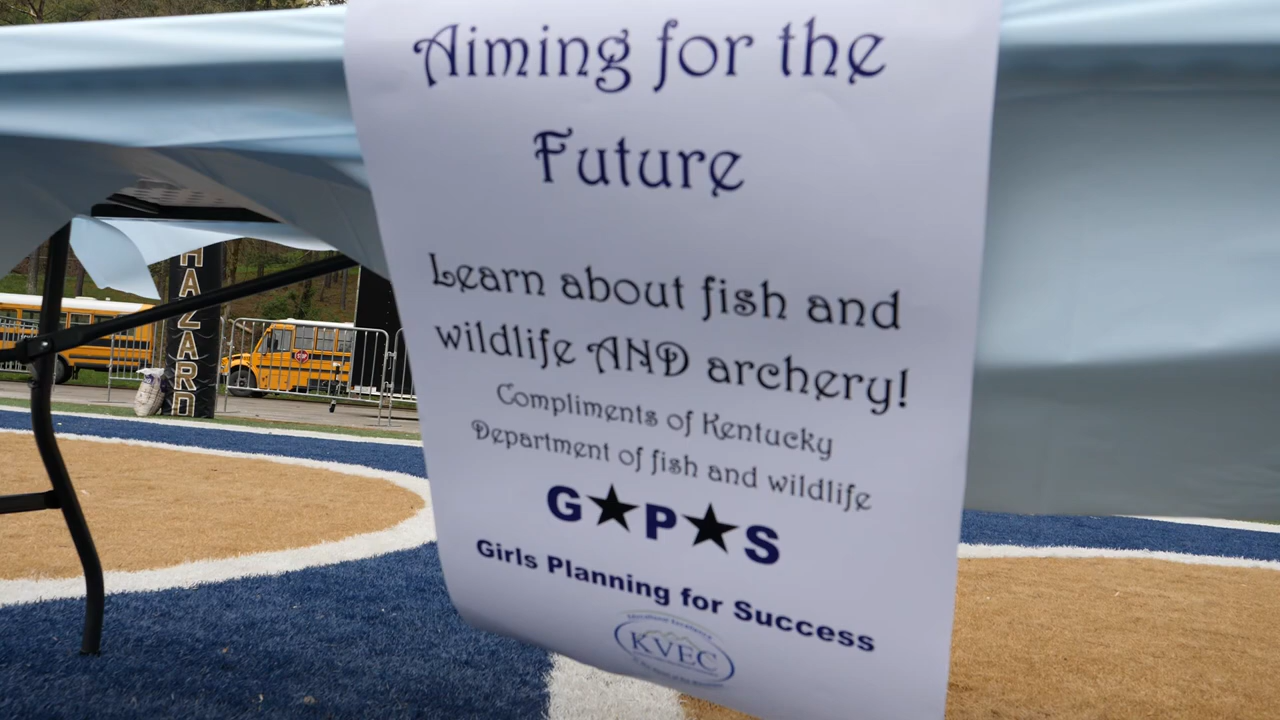 Aiming for the
Future
Learn about fish and
wildlife AND archery!
Compliments of Kentucky
Department of fish and wildlife
G★P★S
Girls Planning for Success
KVEC
HAZARD